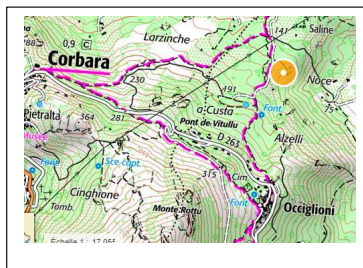 141
Saline
Larzinche
0,9 C
Corbara
Noce
230
191
a-Custa
Font.
Pont de Vitullu
Pietralta
364
281
D 263
Alzelli
Font.
Sce capt.
315
Cim
Font.
Cinghione
Occiglioni
Tomb.
Monte Rottu
Échelle 1 : 17 055